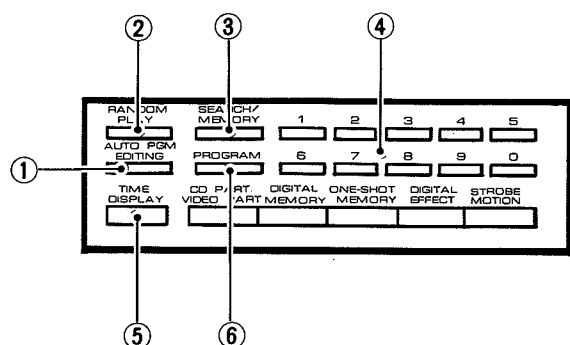 ② ③ ④
RANDOM PLAY
SEARCH/MEMORY
1 2 3 4 5
①
AUTO PGM EDITING
PROGRAM
6 7 8 9 0
TIME DISPLAY
CD PART. VIDEO PART
DIGITAL MEMORY
ONE-SHOT MEMORY
DIGITAL EFFECT
STROBE MOTION
⑤ ⑥